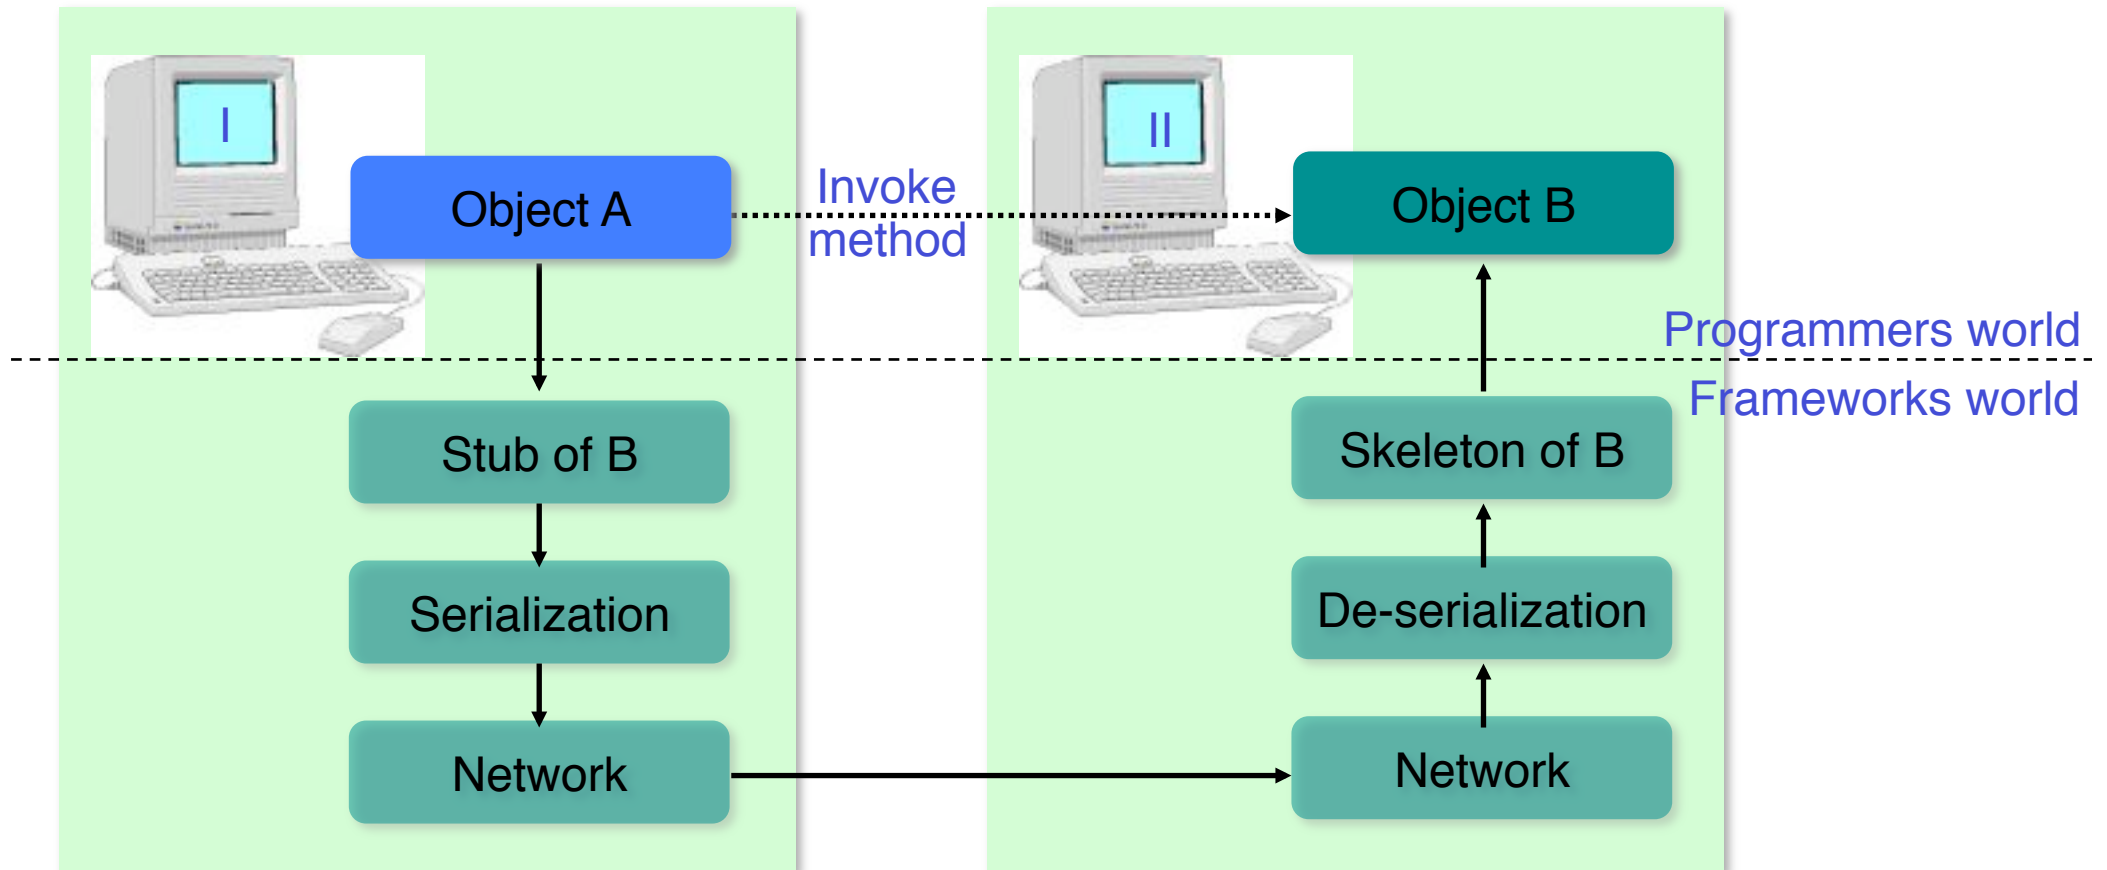 I
II
Object A
Invoke
method
Object B
Programmers world
Frameworks world
Stub of B
Skeleton of B
Serialization
De-serialization
Network
Network